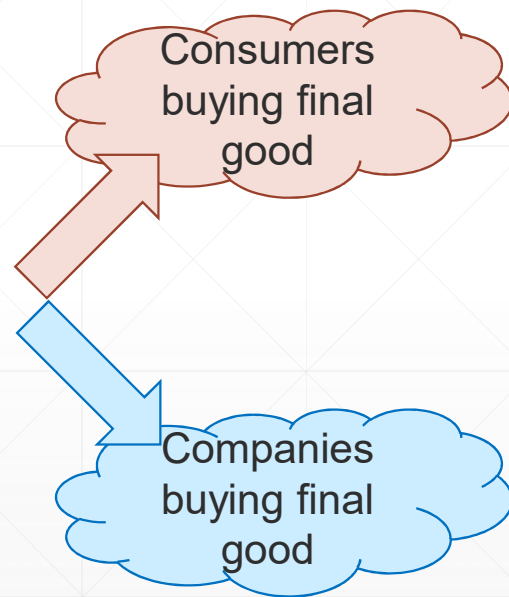 Consumers
buying final
good
Companies
buying final
good